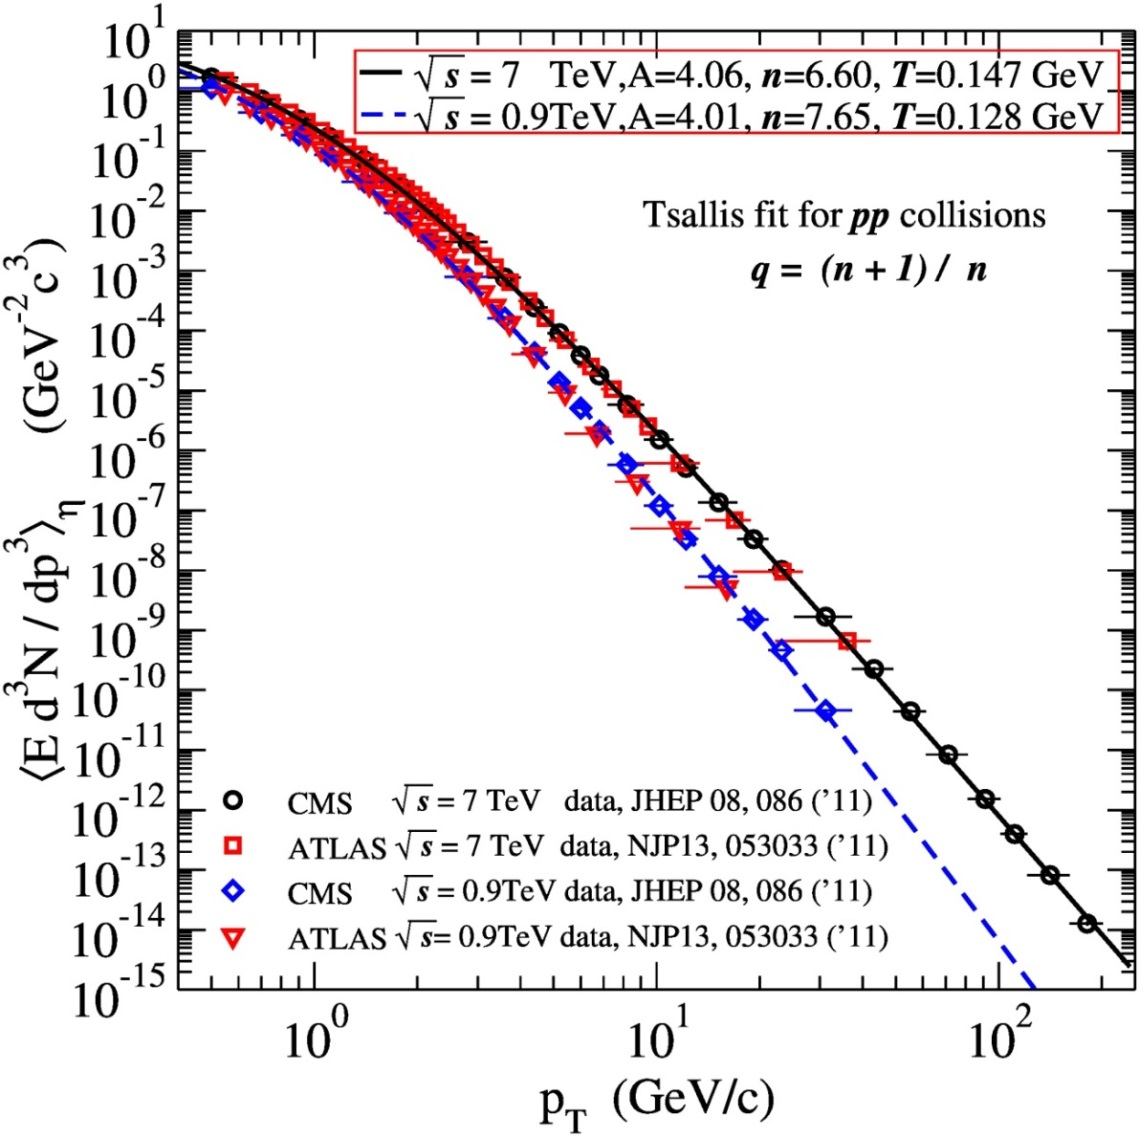 10^1
10^0
10^-1
10^-2
10^-3
10^-4
10^-5
10^-6
10^-7
10^-8
10^-9
10^-10
10^-11
10^-12
10^-13
10^-14
10^-15
⟨E d^3N / dp^3⟩_η (GeV^-2 c^3)
√s = 7 TeV,A=4.06, n=6.60, T=0.147 GeV
√s = 0.9TeV,A=4.01, n=7.65, T=0.128 GeV
Tsallis fit for pp collisions
q = (n + 1) / n
CMS √s = 7 TeV data, JHEP 08, 086 ('11)
ATLAS √s = 7 TeV data, NJP13, 053033 ('11)
CMS √s = 0.9TeV data, JHEP 08, 086 ('11)
ATLAS √s= 0.9TeV data, NJP13, 053033 ('11)
10^0 10^1 10^2
p_T (GeV/c)